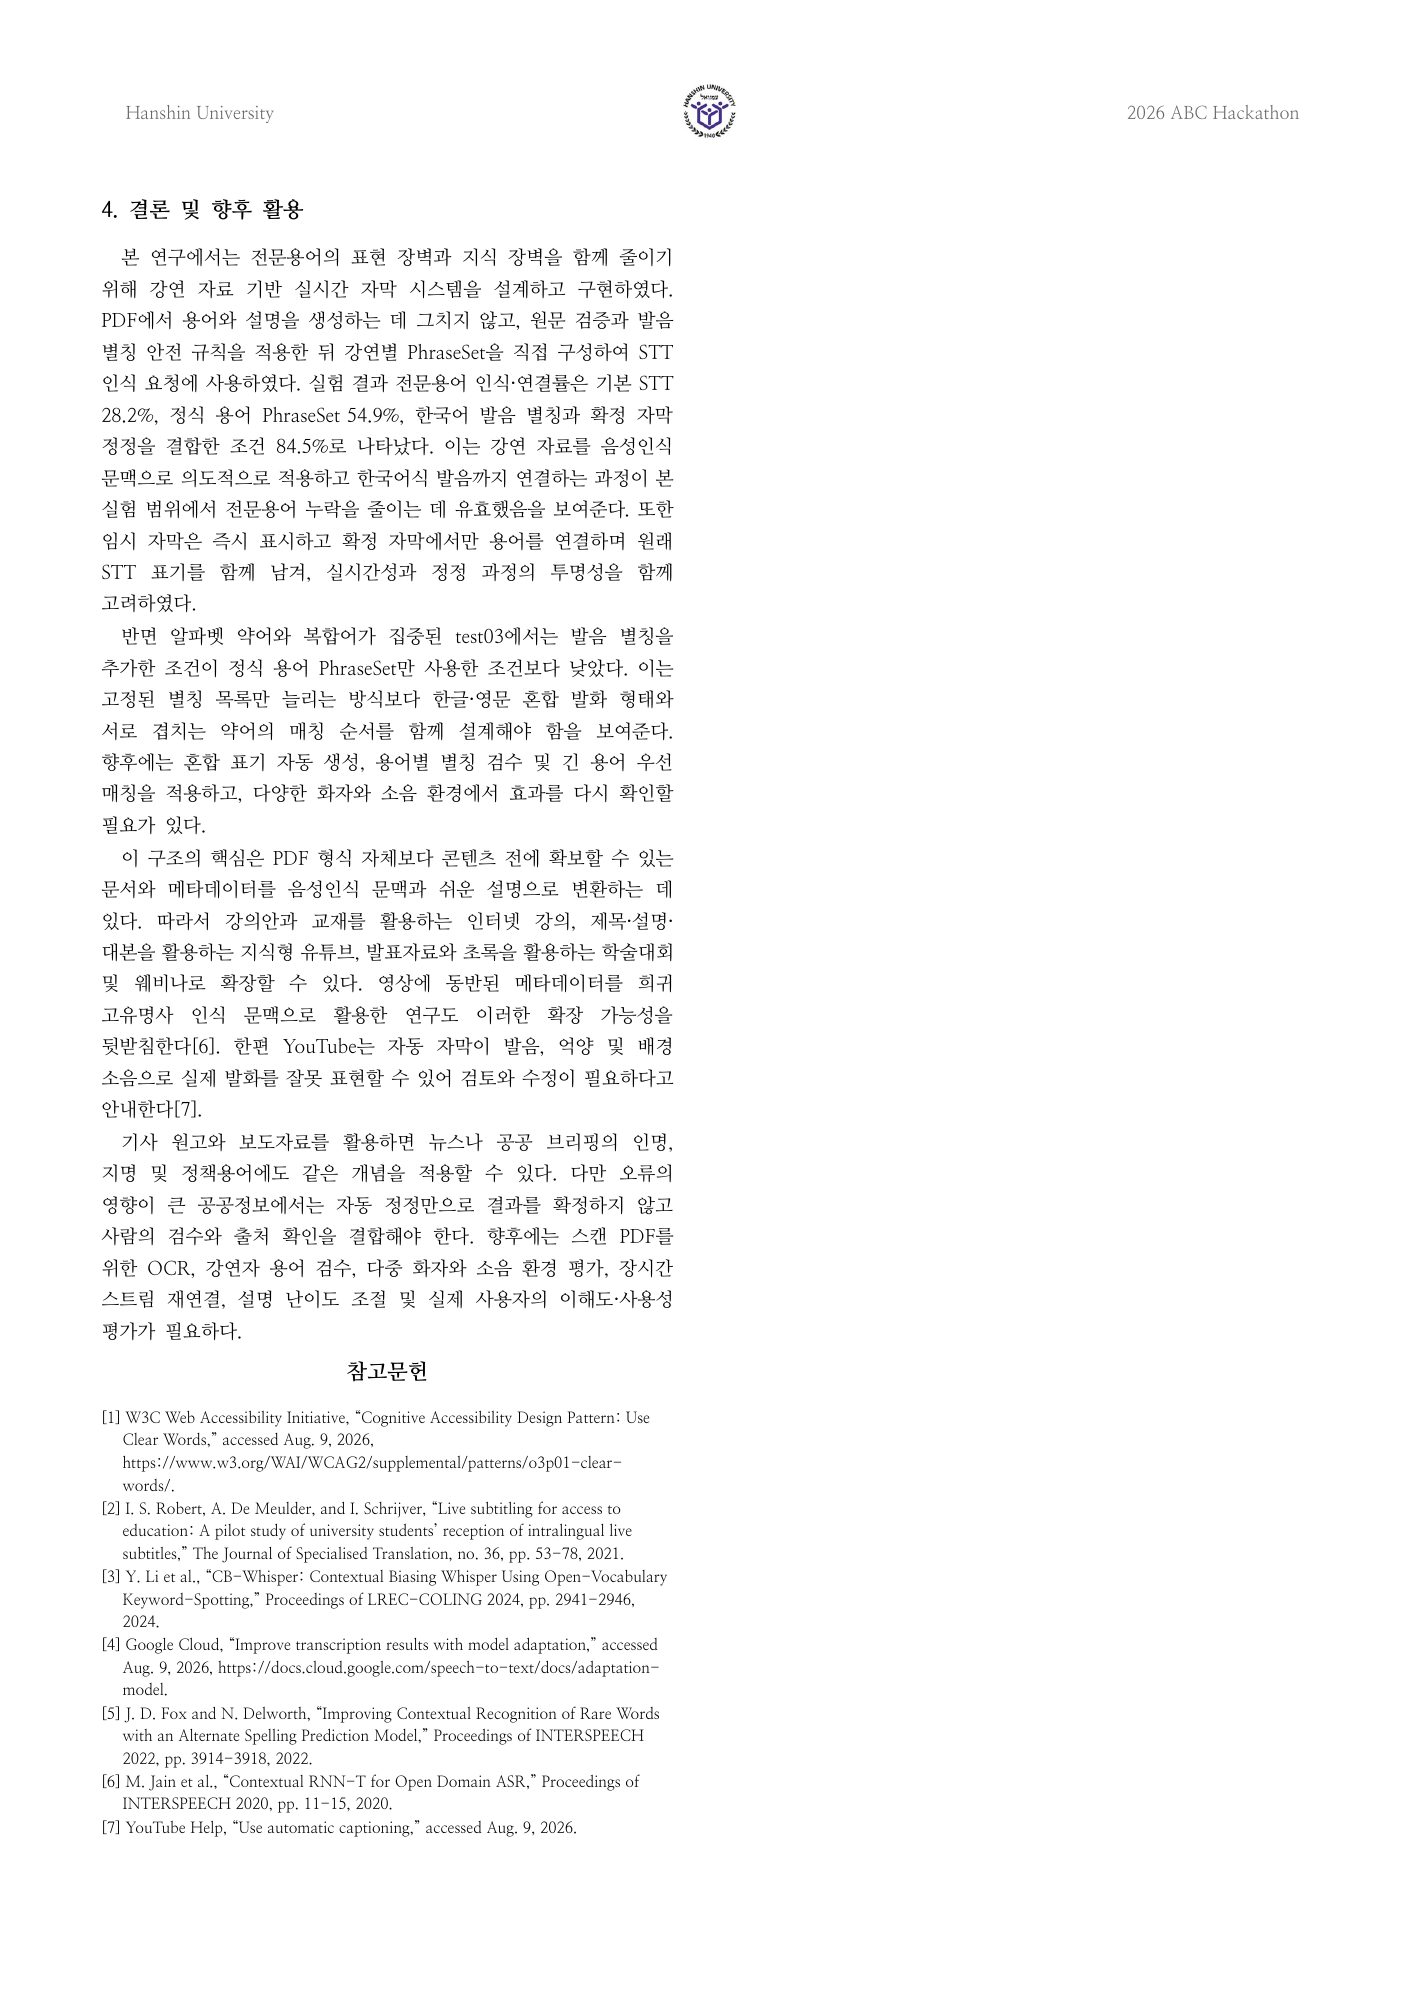 Hanshin University
HANSHIN UNIVERSITY
1940
2026 ABC Hackathon
4. 결론 및 향후 활용
본 연구에서는 전문용어의 표현 장벽과 지식 장벽을 함께 줄이기
위해 강연 자료 기반 실시간 자막 시스템을 설계하고 구현하였다.
PDF에서 용어와 설명을 생성하는 데 그치지 않고, 원문 검증과 발음
별칭 안전 규칙을 적용한 뒤 강연별 PhraseSet을 직접 구성하여 STT
인식 요청에 사용하였다. 실험 결과 전문용어 인식·연결률은 기본 STT
28.2%, 정식 용어 PhraseSet 54.9%, 한국어 발음 별칭과 확정 자막
정정을 결합한 조건 84.5%로 나타났다. 이는 강연 자료를 음성인식
문맥으로 의도적으로 적용하고 한국어식 발음까지 연결하는 과정이 본
실험 범위에서 전문용어 누락을 줄이는 데 유효했음을 보여준다. 또한
임시 자막은 즉시 표시하고 확정 자막에서만 용어를 연결하며 원래
STT 표기를 함께 남겨, 실시간성과 정정 과정의 투명성을 함께
고려하였다.
반면 알파벳 약어와 복합어가 집중된 test03에서는 발음 별칭을
추가한 조건이 정식 용어 PhraseSet만 사용한 조건보다 낮았다. 이는
고정된 별칭 목록만 늘리는 방식보다 한글·영문 혼합 발화 형태와
서로 겹치는 약어의 매칭 순서를 함께 설계해야 함을 보여준다.
향후에는 혼합 표기 자동 생성, 용어별 별칭 검수 및 긴 용어 우선
매칭을 적용하고, 다양한 화자와 소음 환경에서 효과를 다시 확인할
필요가 있다.
이 구조의 핵심은 PDF 형식 자체보다 콘텐츠 전에 확보할 수 있는
문서와 메타데이터를 음성인식 문맥과 쉬운 설명으로 변환하는 데
있다. 따라서 강의안과 교재를 활용하는 인터넷 강의, 제목·설명·
대본을 활용하는 지식형 유튜브, 발표자료와 초록을 활용하는 학술대회
및 웨비나로 확장할 수 있다. 영상에 동반된 메타데이터를 희귀
고유명사 인식 문맥으로 활용한 연구도 이러한 확장 가능성을
뒷받침한다[6]. 한편 YouTube는 자동 자막이 발음, 억양 및 배경
소음으로 실제 발화를 잘못 표현할 수 있어 검토와 수정이 필요하다고
안내한다[7].
기사 원고와 보도자료를 활용하면 뉴스나 공공 브리핑의 인명,
지명 및 정책용어에도 같은 개념을 적용할 수 있다. 다만 오류의
영향이 큰 공공정보에서는 자동 정정만으로 결과를 확정하지 않고
사람의 검수와 출처 확인을 결합해야 한다. 향후에는 스캔 PDF를
위한 OCR, 강연자 용어 검수, 다중 화자와 소음 환경 평가, 장시간
스트림 재연결, 설명 난이도 조절 및 실제 사용자의 이해도·사용성
평가가 필요하다.
참고문헌
[1] W3C Web Accessibility Initiative, “Cognitive Accessibility Design Pattern: Use
Clear Words,” accessed Aug. 9, 2026,
https://www.w3.org/WAI/WCAG2/supplemental/patterns/o3p01-clear-
words/.
[2] I. S. Robert, A. De Meulder, and I. Schrijver, “Live subtitling for access to
education: A pilot study of university students’ reception of intralingual live
subtitles,” The Journal of Specialised Translation, no. 36, pp. 53-78, 2021.
[3] Y. Li et al., “CB-Whisper: Contextual Biasing Whisper Using Open-Vocabulary
Keyword-Spotting,” Proceedings of LREC-COLING 2024, pp. 2941-2946,
2024.
[4] Google Cloud, “Improve transcription results with model adaptation,” accessed
Aug. 9, 2026, https://docs.cloud.google.com/speech-to-text/docs/adaptation-
model.
[5] J. D. Fox and N. Delworth, “Improving Contextual Recognition of Rare Words
with an Alternate Spelling Prediction Model,” Proceedings of INTERSPEECH
2022, pp. 3914-3918, 2022.
[6] M. Jain et al., “Contextual RNN-T for Open Domain ASR,” Proceedings of
INTERSPEECH 2020, pp. 11-15, 2020.
[7] YouTube Help, “Use automatic captioning,” accessed Aug. 9, 2026.